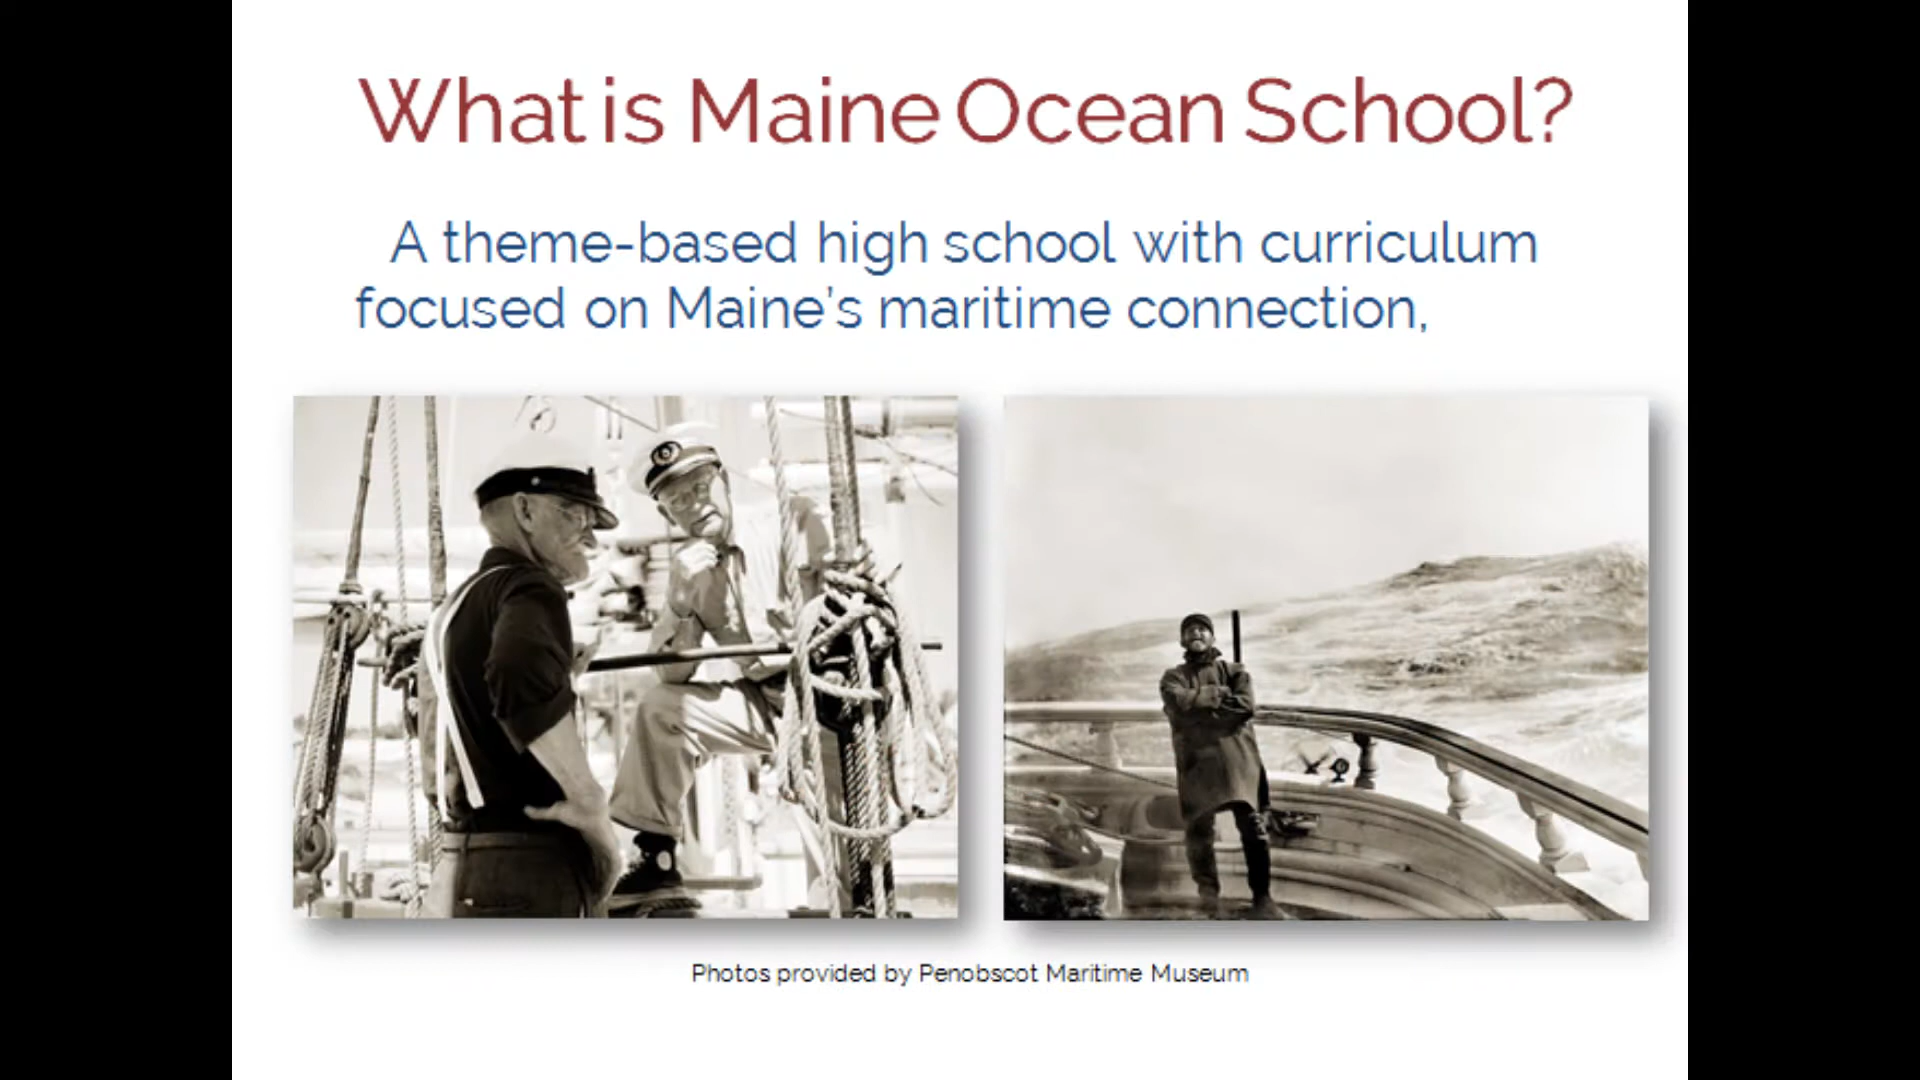 What is Maine Ocean School?
A theme-based high school with curriculum
focused on Maine's maritime connection,
Photos provided by Penobscot Maritime Museum